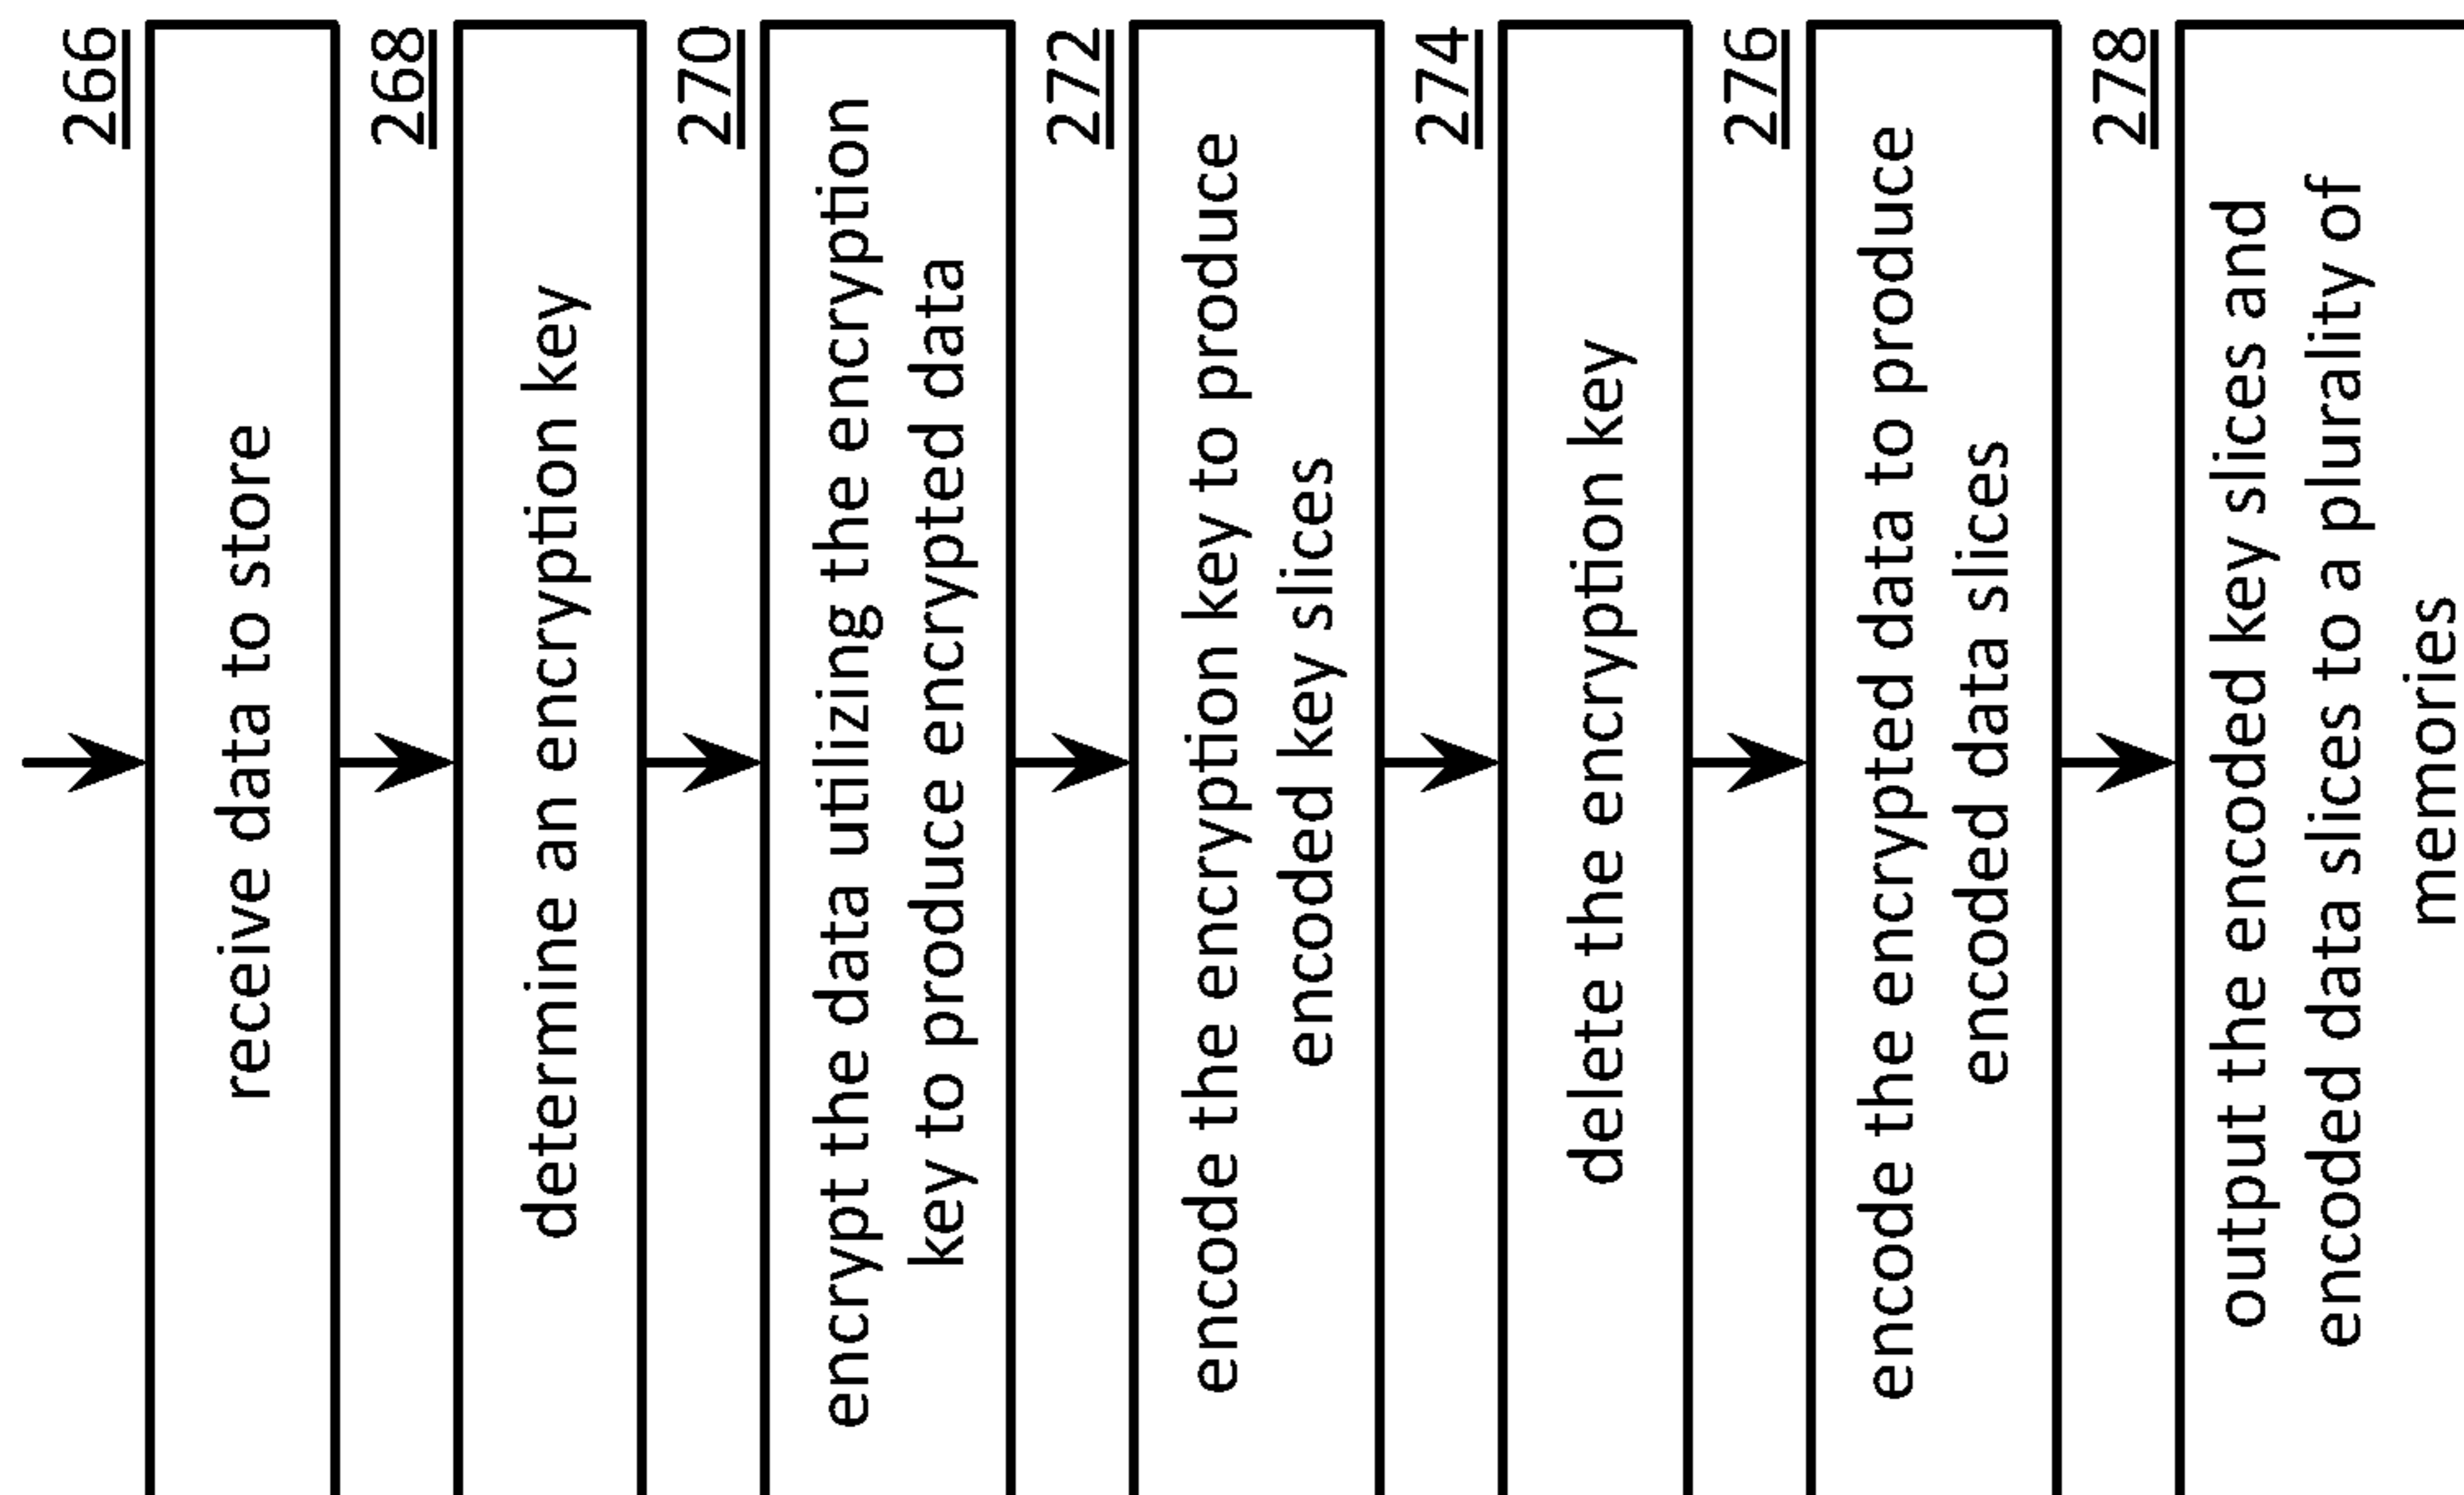 266
receive data to store
268
determine an encryption key
270
encrypt the data utilizing the encryption
key to produce encrypted data
272
encode the encryption key to produce
encoded key slices
274
delete the encryption key
276
encode the encrypted data to produce
encoded data slices
278
output the encoded key slices and
encoded data slices to a plurality of
memories